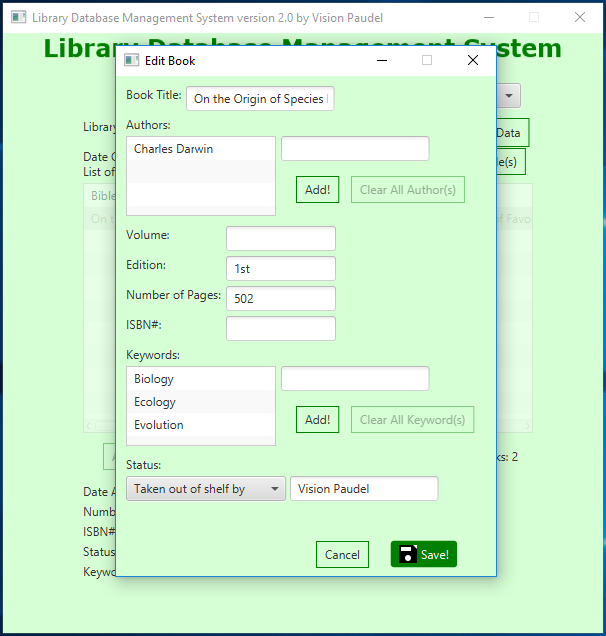 Library Database Management System version 2.0 by Vision Paudel
Library Database Management System
Edit Book
Book Title: On the Origin of Species
Library
Data
Authors:
Charles Darwin
Date
List of
Add! Clear All Author(s)
Bible
On
of Favo
Volume:
Edition: 1st
Number of Pages: 502
ISBN#:
Keywords:
Biology
Ecology
Evolution
Add! Clear All Keyword(s)
ks: 2
Status:
Taken out of shelf by Vision Paudel
Date A
Numb
ISBN#
Status
Keywo
Cancel Save!